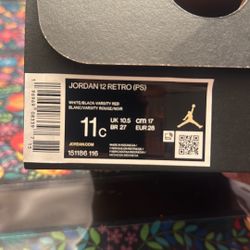 JORDAN 12 RETRO (PS)
WHITE/BLACK-VARSITY RED
BLANC/VARSITY ROUGE/NOIR
11C
UK 10.5
CM 17
BR 27
EUR 28
JORDAN.COM
151186 116